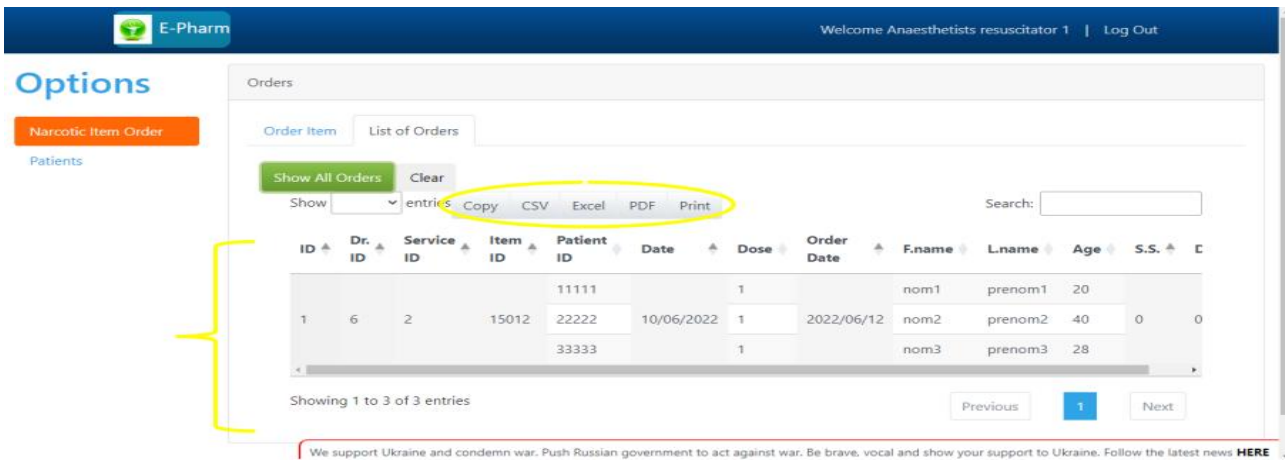 E-Pharm
Welcome Anaesthetists resuscitator 1 | Log Out
Options
Orders
Narcotic Item Order
Order Item List of Orders
Patients
Show All Orders Clear
Show entries Copy CSV Excel PDF Print Search:
ID Dr. ID Service ID Item ID Patient ID Date Dose Order Date F.name L.name Age S.S. D
11111 1 nom1 prenom1 20
1 6 2 15012 22222 10/06/2022 1 2022/06/12 nom2 prenom2 40 0 0
33333 1 nom3 prenom3 28
Showing 1 to 3 of 3 entries
Previous 1 Next
We support Ukraine and condemn war. Push Russian government to act against war. Be brave, vocal and show your support to Ukraine. Follow the latest news HERE